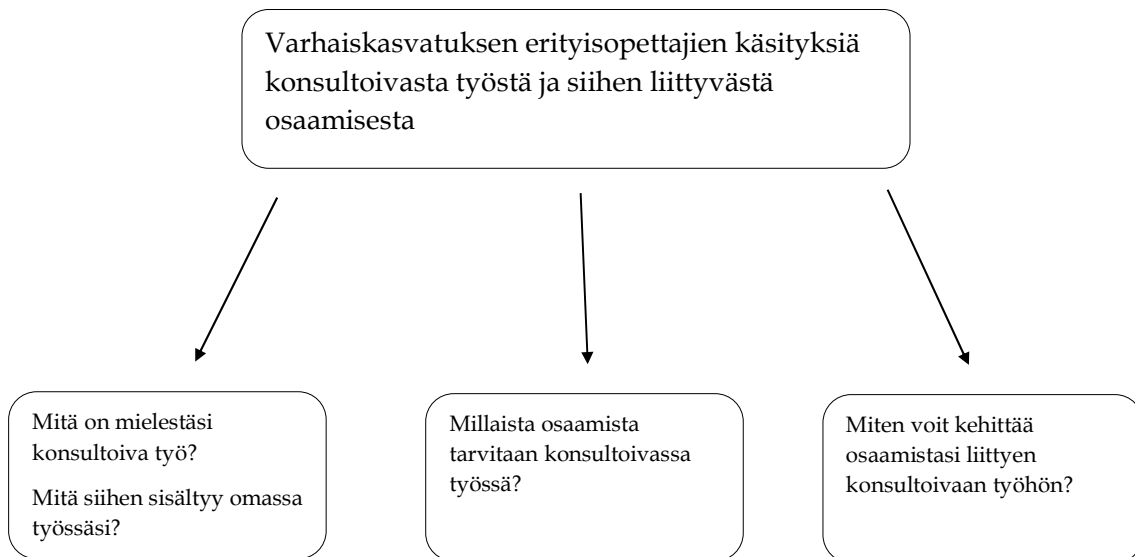 Varhaiskasvatuksen erityisopettajien käsityksiä
konsultoivasta työstä ja siihen liittyvästä
osaamisesta
Mitä on mielestäsi
konsultoiva työ?
Mitä siihen sisältyy omassa
työssäsi?
Millaista osaamista
tarvitaan konsultoivassa
työssä?
Miten voit kehittää
osaamistasi liittyen
konsultoivaan työhön?